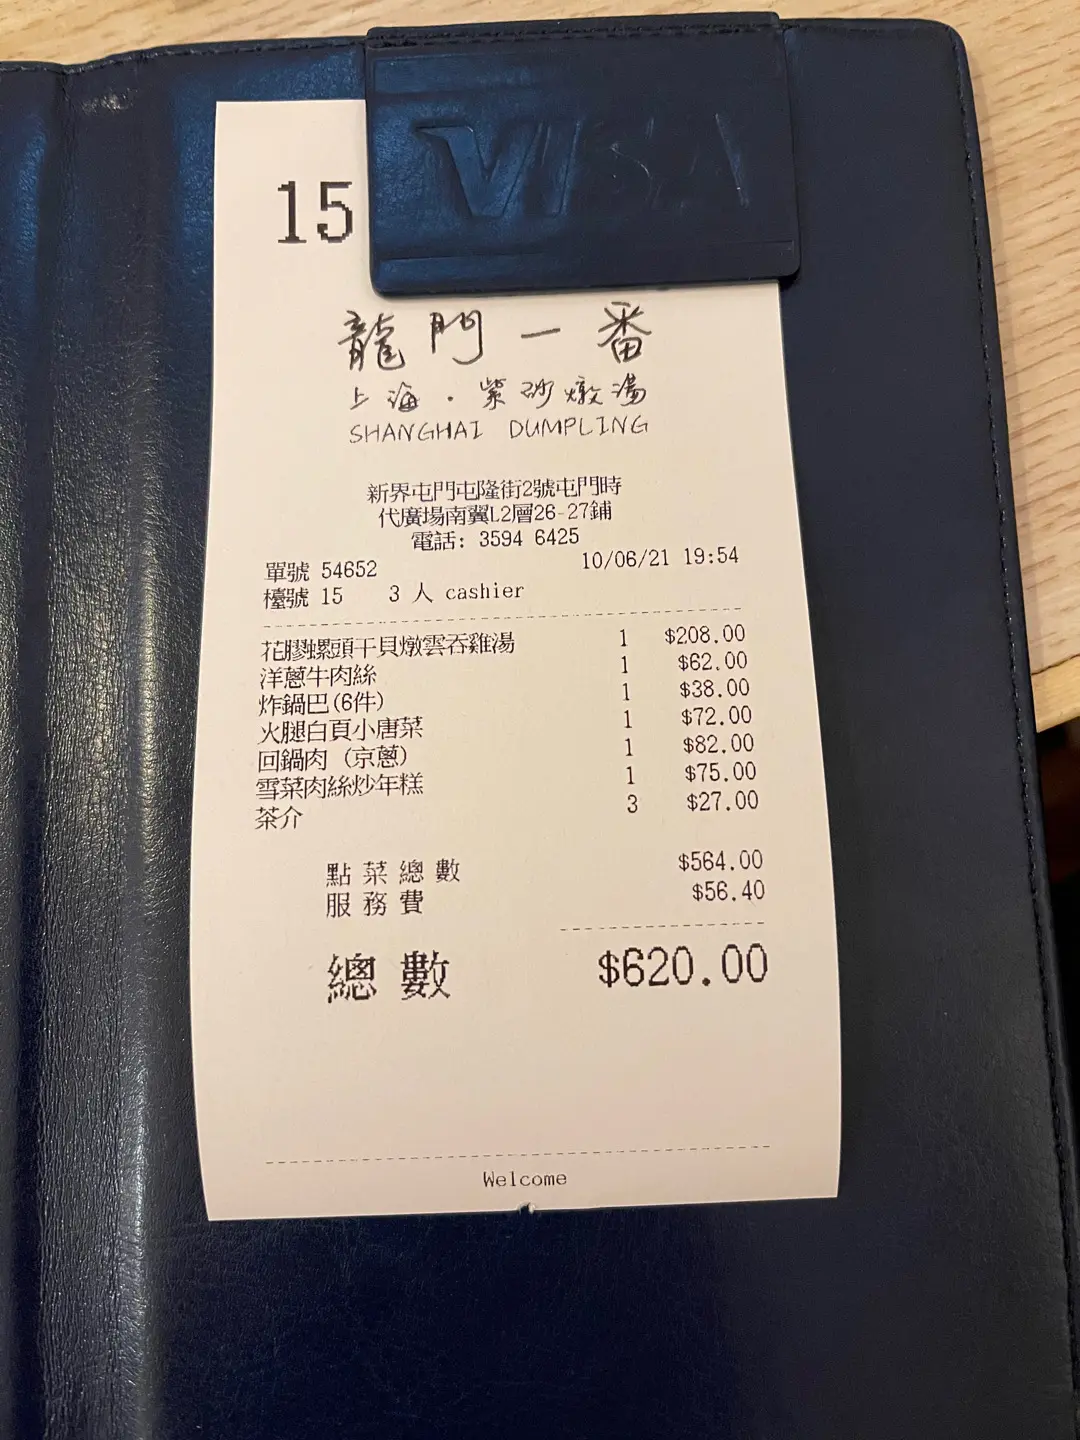 VISA
15
龍門一番
上海·紫砂燉湯
SHANGHAI DUMPLING
新界屯門屯隆街2號屯門時
代廣場南翼L2層26-27鋪
電話: 3594 6425
單號 54652 10/06/21 19:54
檯號 15 3 人 cashier
花膠螺頭干貝燉雲吞雞湯 1 $208.00
洋蔥牛肉絲 1 $62.00
炸鍋巴(6件) 1 $38.00
火腿白頁小唐菜 1 $72.00
回鍋肉 (京蔥) 1 $82.00
雪菜肉絲炒年糕 1 $75.00
茶介 3 $27.00
點菜總數 $564.00
服務費 $56.40
總數 $620.00
Welcome